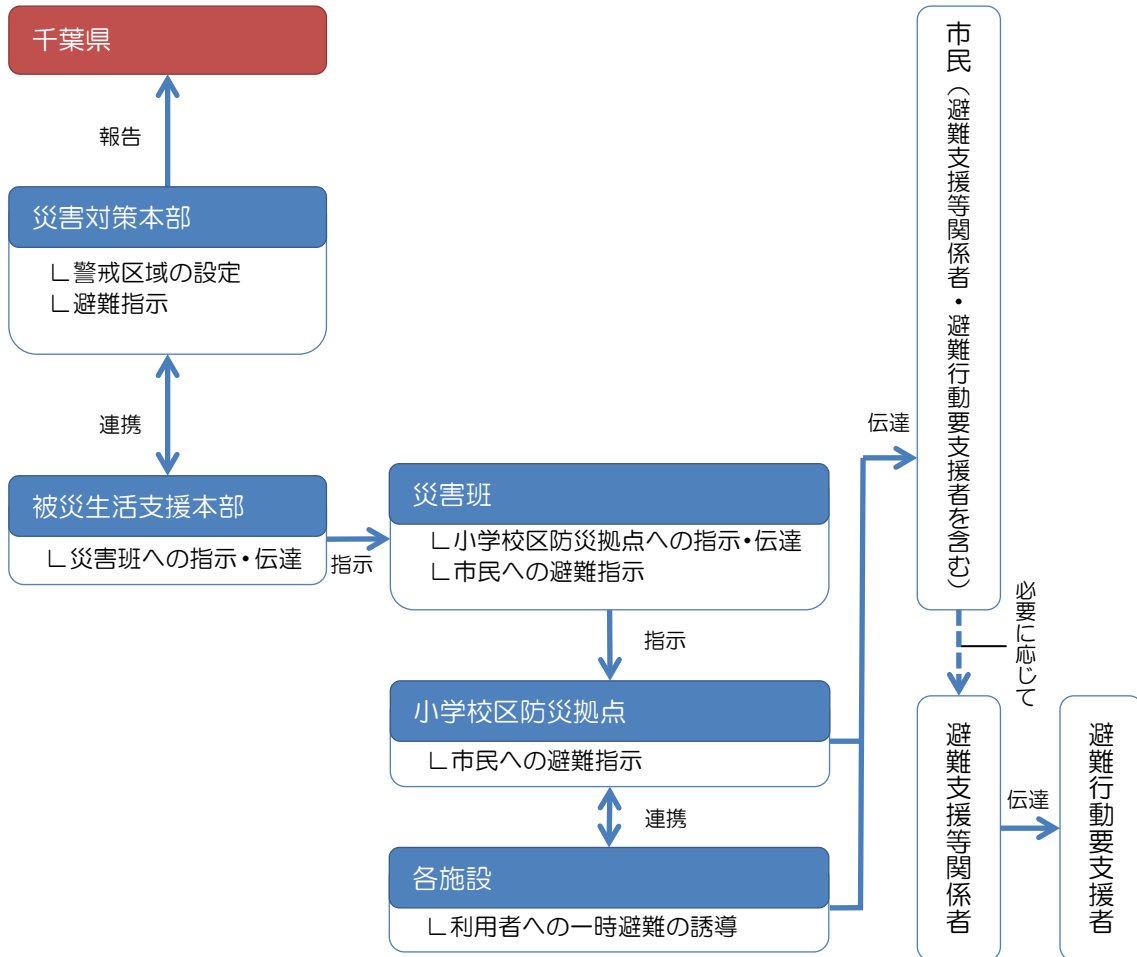 千葉県
報告
災害対策本部
∟警戒区域の設定
∟避難指示
連携
被災生活支援本部
∟災害班への指示・伝達
指示
災害班
∟小学校区防災拠点への指示・伝達
∟市民への避難指示
指示
小学校区防災拠点
∟市民への避難指示
連携
各施設
∟利用者への一時避難の誘導
伝達
市民（避難支援等関係者・避難行動要支援者を含む）
必要に応じて
避難支援等関係者
伝達
避難行動要支援者